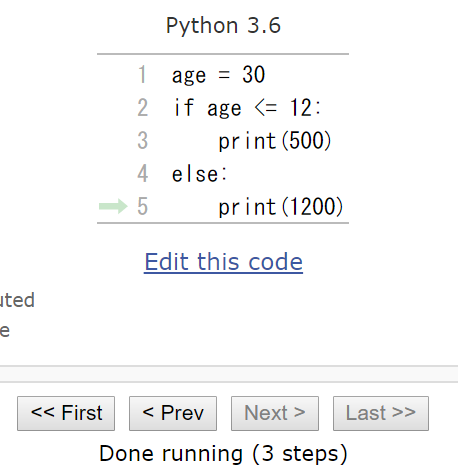 Python 3.6
1 age = 30
2 if age <= 12:
3     print(500)
4 else:
5     print(1200)
Edit this code
uted
e
<< First < Prev Next > Last >>
Done running (3 steps)